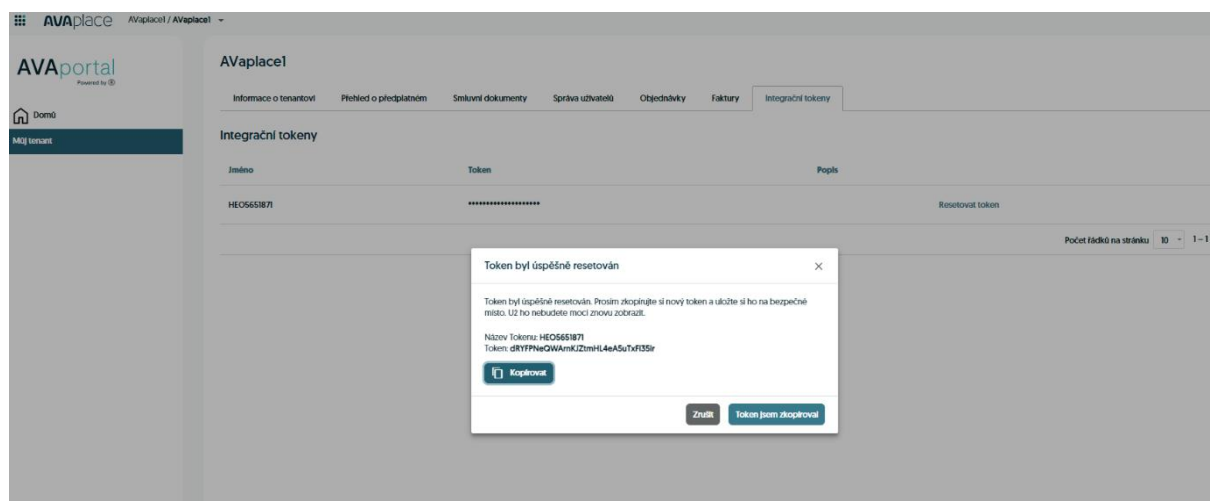 AVAplace AVaplace1 / AVaplace1
AVAportal
Powered by
Domů
Můj tenant
AVaplace1
Informace o tenantovi Přehled o předplatném Smluvní dokumenty Správa uživatelů Objednávky Faktury Integrační tokeny
Integrační tokeny
Jméno Token Popis
HEO5651871 •••••••••••••••••••• Resetovat token
Počet řádků na stránku 10 1–1
Token byl úspěšně resetován
Token byl úspěšně resetován. Prosím zkopírujte si nový token a uložte si ho na bezpečné
místo. Už ho nebudete moci znovu zobrazit.
Název Tokenu: HEO5651871
Token: dRYFPNeQWArnKJZtmHL4eA5uTxFl35ir
Kopírovat
Zrušit Token jsem zkopíroval